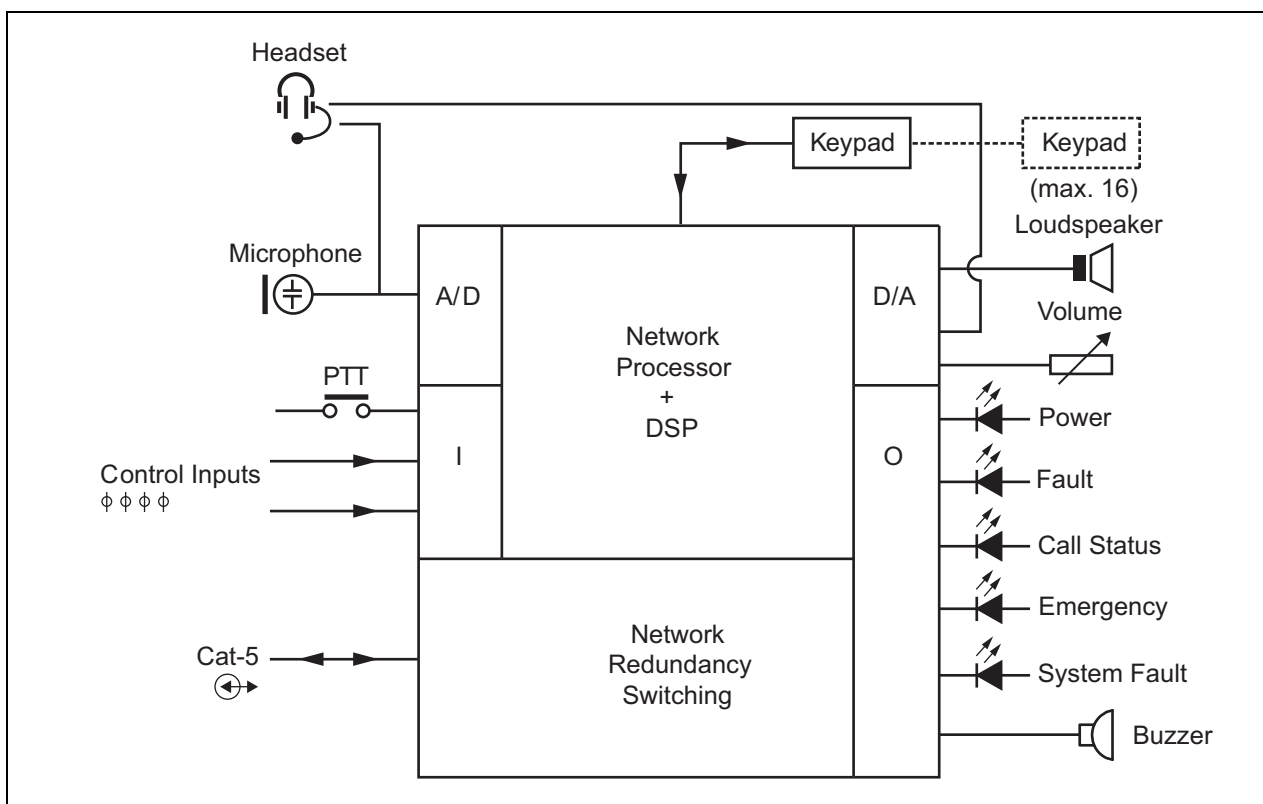 Headset
Keypad
Keypad
(max. 16)
Loudspeaker
Microphone
A/D
D/A
Volume
Network
Processor
+
DSP
PTT
Power
I
O
Control Inputs
Fault
Call Status
Emergency
Network
Redundancy
Switching
Cat-5
System Fault
Buzzer